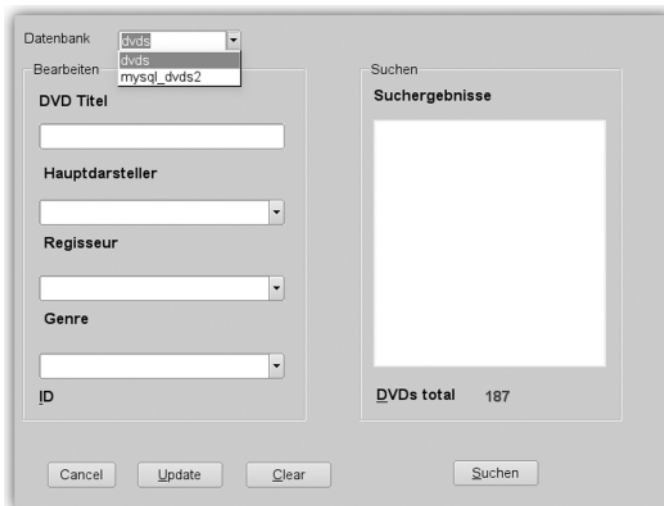 Datenbank dvds
dvds
mysql_dvds2
Bearbeiten
DVD Titel
Hauptdarsteller
Regisseur
Genre
ID
Suchen
Suchergebnisse
DVDs total 187
Cancel Update Clear Suchen